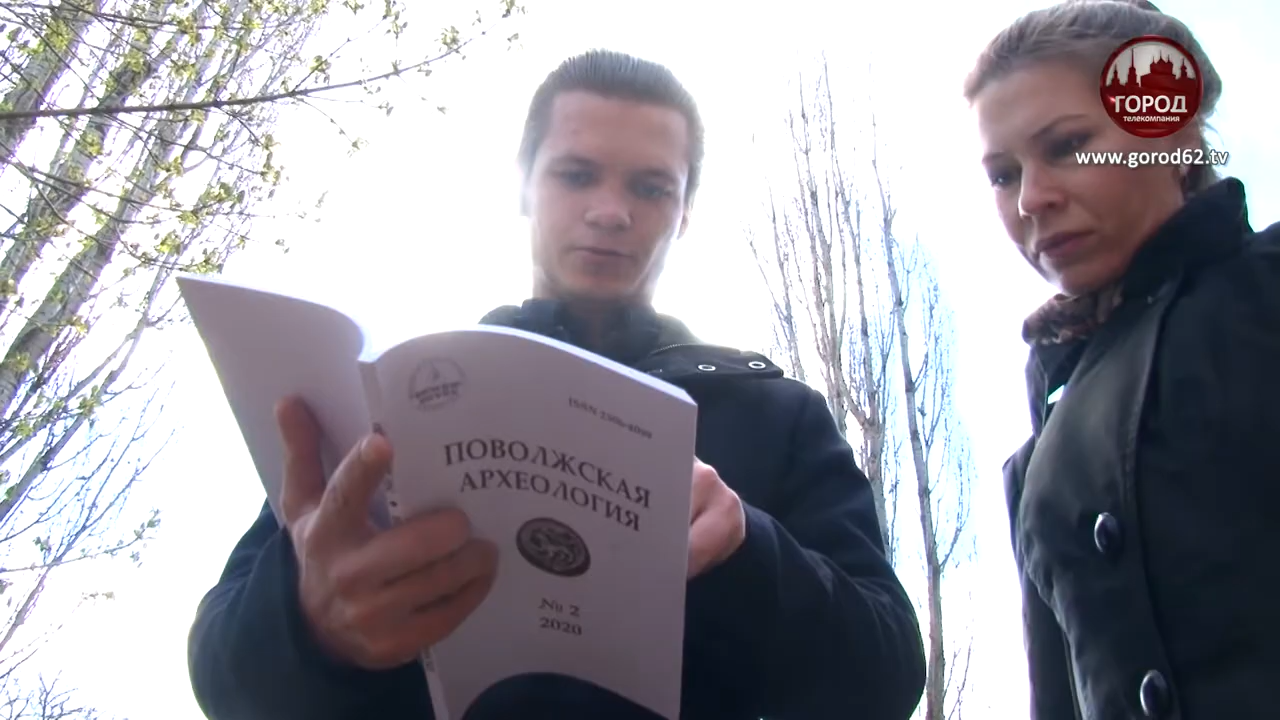 ГОРОД
телекомпания
www.gorod62.tv
ПОВОЛЖСКАЯ
АРХЕОЛОГИЯ
№ 2
2020